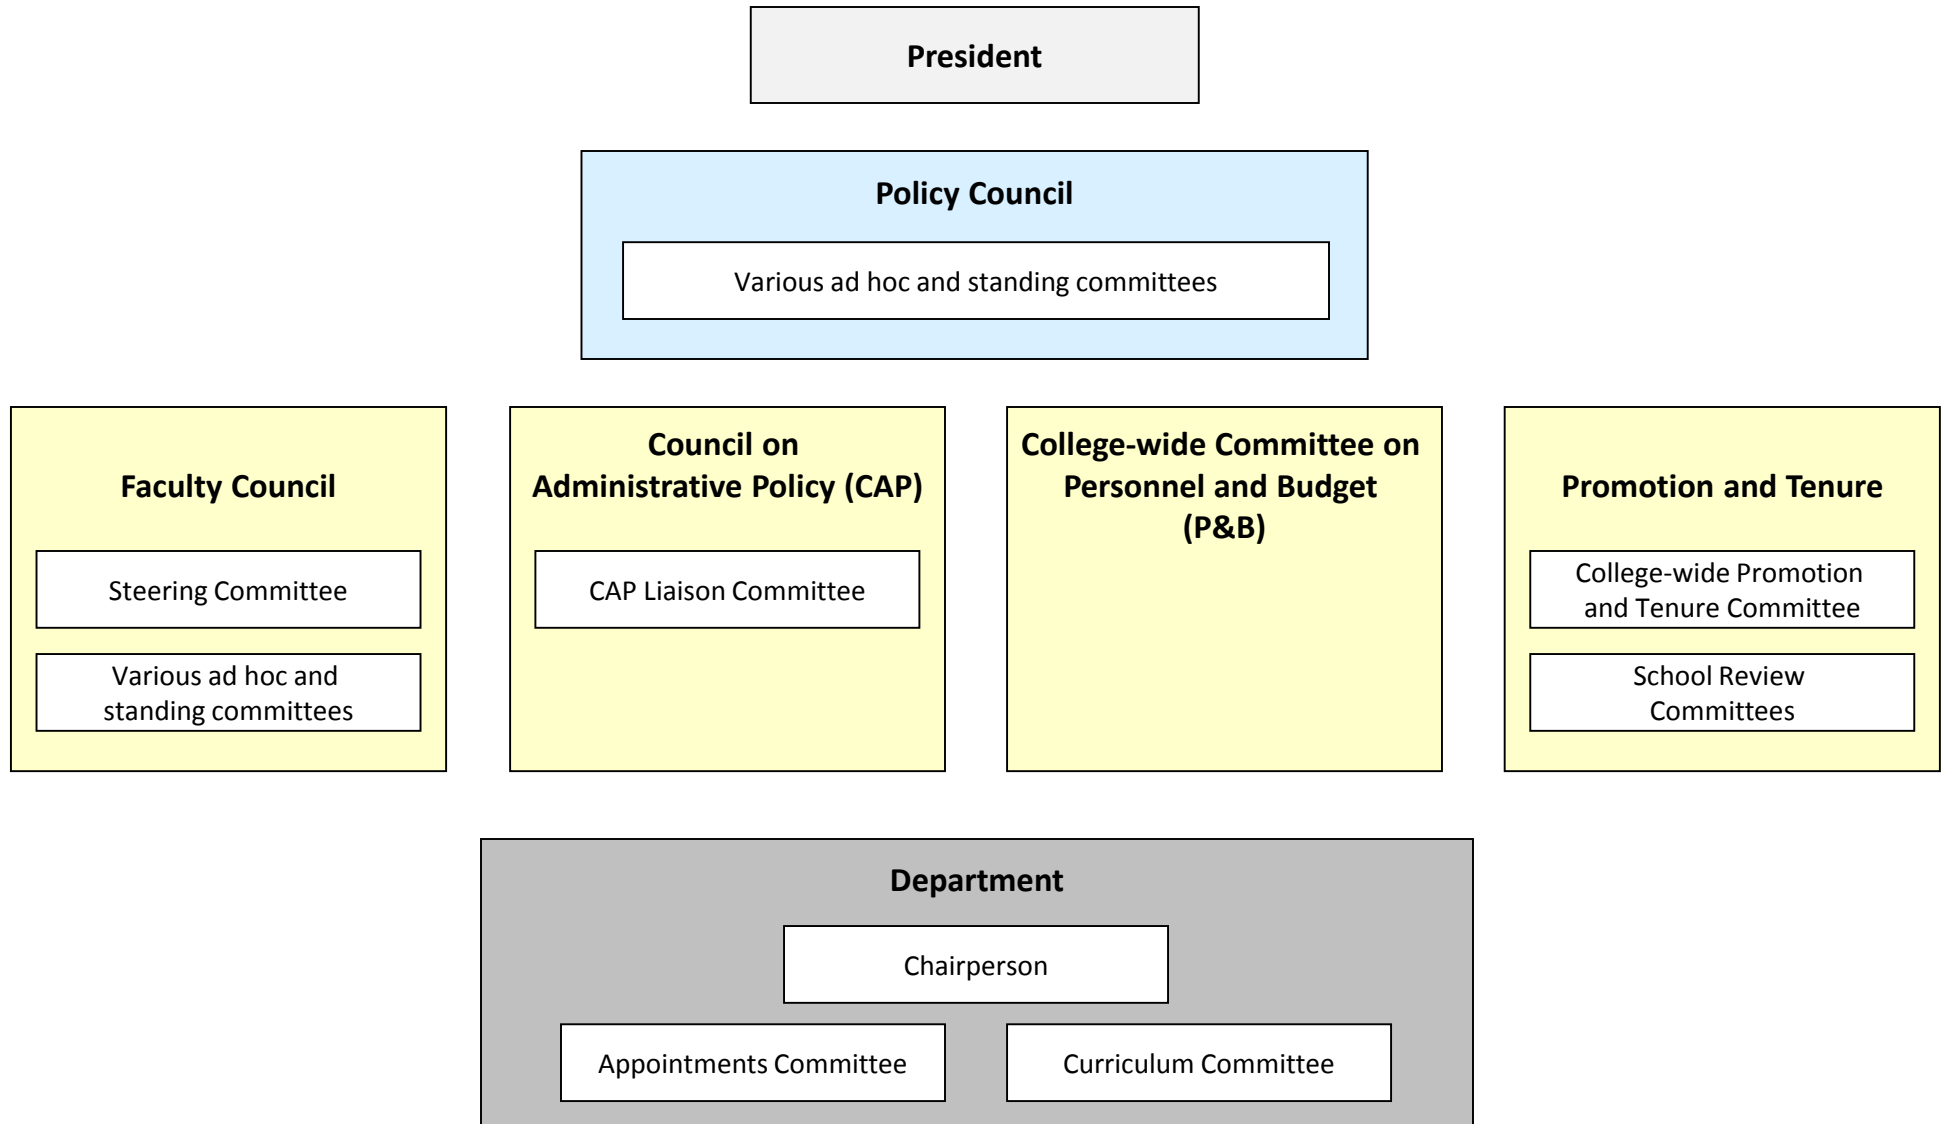 President
Policy Council
Various ad hoc and standing committees
Faculty Council
Steering Committee
Various ad hoc and
standing committees
Council on
Administrative Policy (CAP)
CAP Liaison Committee
College-wide Committee on
Personnel and Budget
(P&B)
Promotion and Tenure
College-wide Promotion
and Tenure Committee
School Review
Committees
Department
Chairperson
Appointments Committee
Curriculum Committee